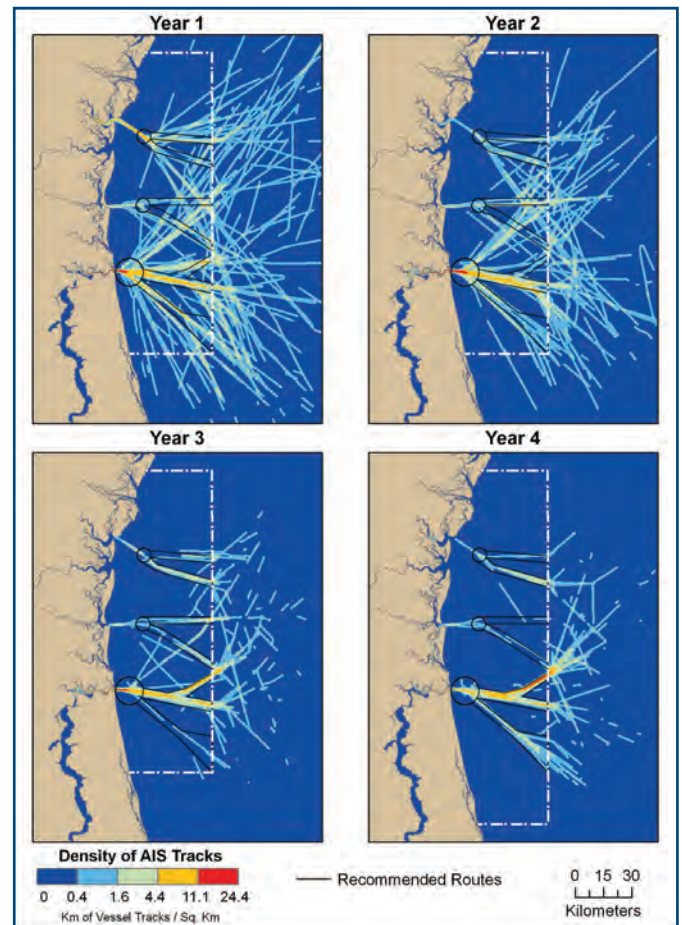 Year 1
Year 2
Year 3
Year 4
Density of AIS Tracks
0 0.4 1.6 4.4 11.1 24.4
Km of Vessel Tracks / Sq. Km
Recommended Routes
0 15 30
Kilometers